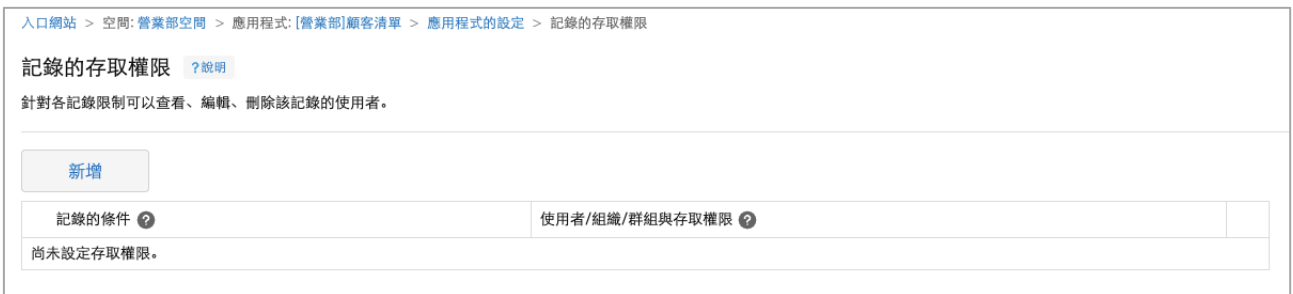 入口網站 > 空間: 營業部空間 > 應用程式: [營業部]顧客清單 > 應用程式的設定 > 記錄的存取權限
記錄的存取權限 ?說明
針對各記錄限制可以查看、編輯、刪除該記錄的使用者。
新增
記錄的條件 ? 使用者/組織/群組與存取權限 ?
尚未設定存取權限。